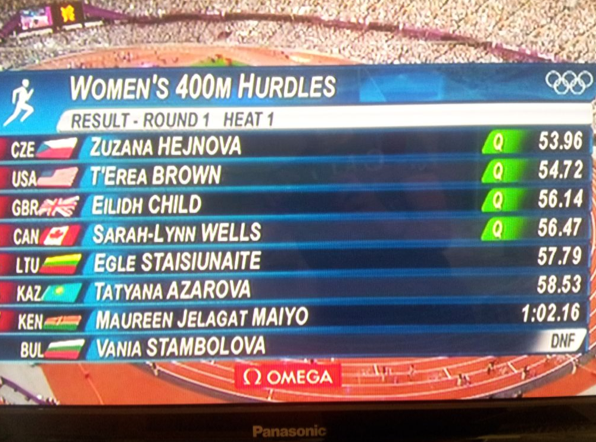 WOMEN'S 400M HURDLES
RESULT - ROUND 1 HEAT 1
CZE ZUZANA HEJNOVA Q 53.96
USA T'EREA BROWN Q 54.72
GBR EILIDH CHILD Q 56.14
CAN SARAH-LYNN WELLS Q 56.47
LTU EGLE STAISIUNAITE 57.79
KAZ TATYANA AZAROVA 58.53
KEN MAUREEN JELAGAT MAIYO 1:02.16
BUL VANIA STAMBOLOVA DNF
Ω OMEGA
Panasonic